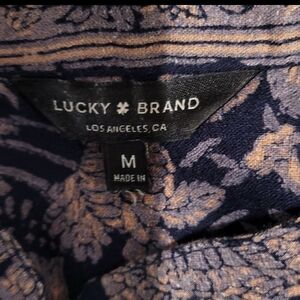 LUCKY BRAND
LOS ANGELES, CA
M
MADE IN